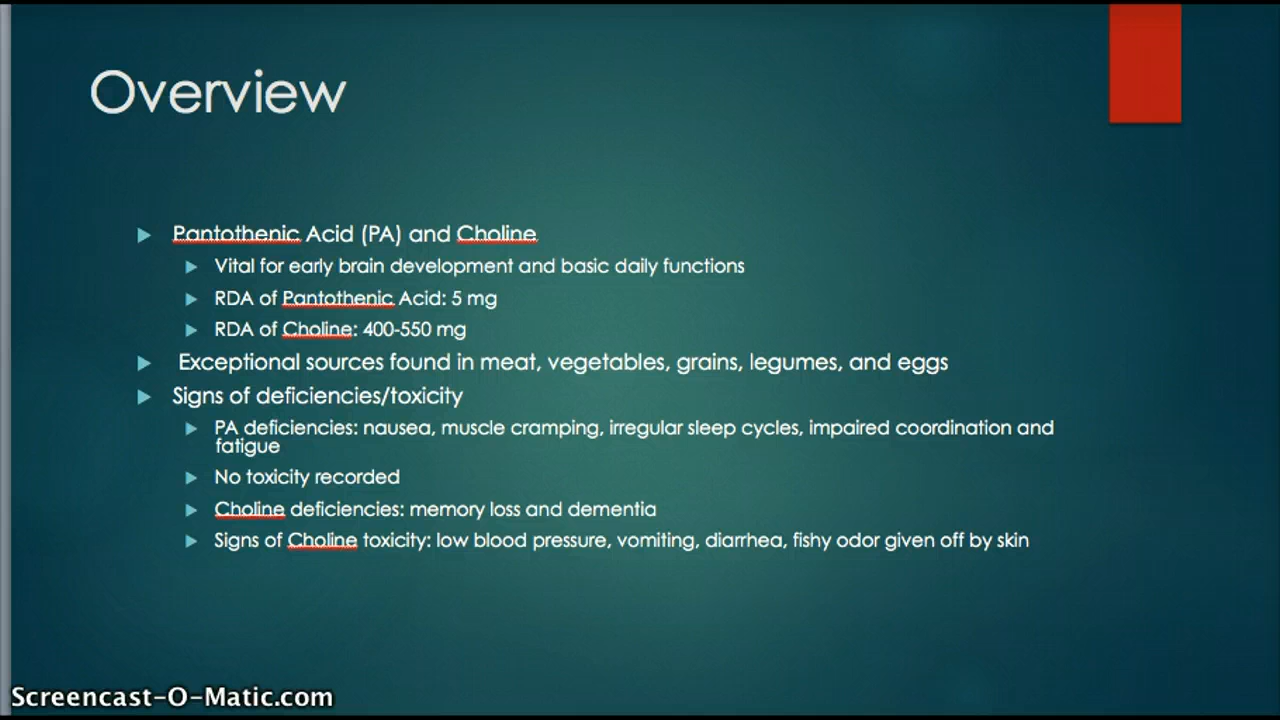 Overview
Pantothenic Acid (PA) and Choline
Vital for early brain development and basic daily functions
RDA of Pantothenic Acid: 5 mg
RDA of Choline: 400-550 mg
Exceptional sources found in meat, vegetables, grains, legumes, and eggs
Signs of deficiencies/toxicity
PA deficiencies: nausea, muscle cramping, irregular sleep cycles, impaired coordination and
fatigue
No toxicity recorded
Choline deficiencies: memory loss and dementia
Signs of Choline toxicity: low blood pressure, vomiting, diarrhea, fishy odor given off by skin
Screencast-O-Matic.com